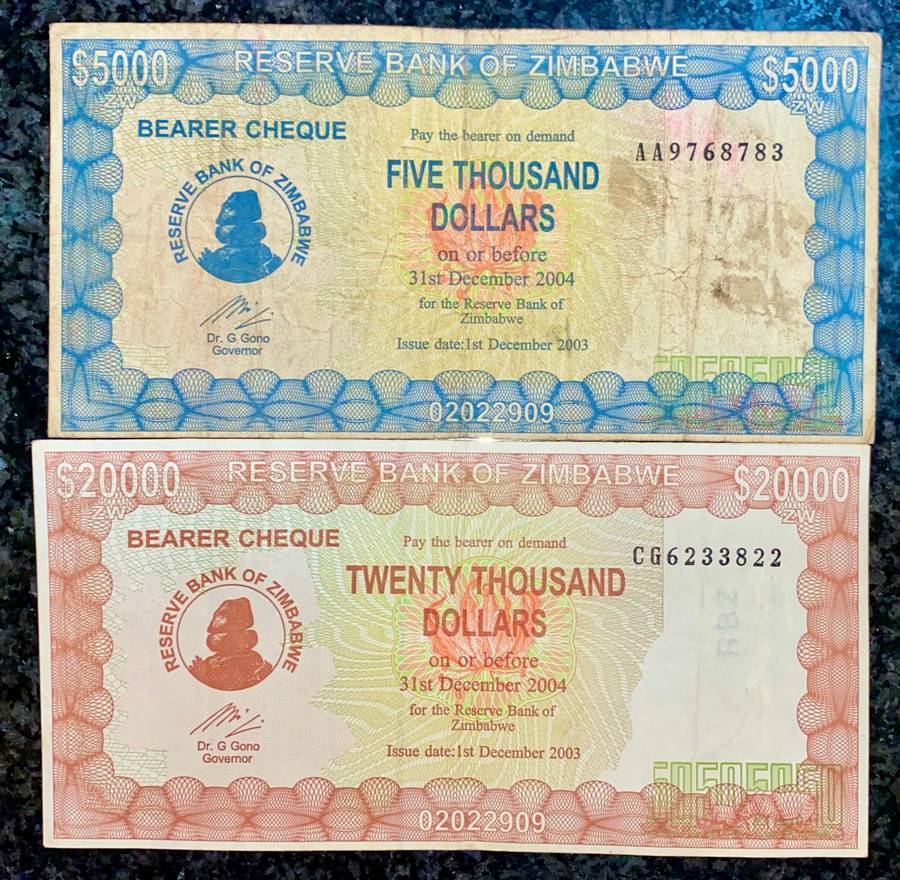 $5000 RESERVE BANK OF ZIMBABWE $5000
ZW ZW
BEARER CHEQUE
Pay the bearer on demand
AA9768783
FIVE THOUSAND
DOLLARS
RESERVE BANK OF ZIMBABWE
on or before
31st December 2004
for the Reserve Bank of
Zimbabwe
Dr. G Gono
Governor
Issue date:1st December 2003
02022909
$20000 RESERVE BANK OF ZIMBABWE $20000
ZW ZW
BEARER CHEQUE
Pay the bearer on demand
CG6233822
TWENTY THOUSAND
DOLLARS
RESERVE BANK OF ZIMBABWE
on or before
31st December 2004
for the Reserve Bank of
Zimbabwe
Dr. G Gono
Governor
Issue date:1st December 2003
02022909